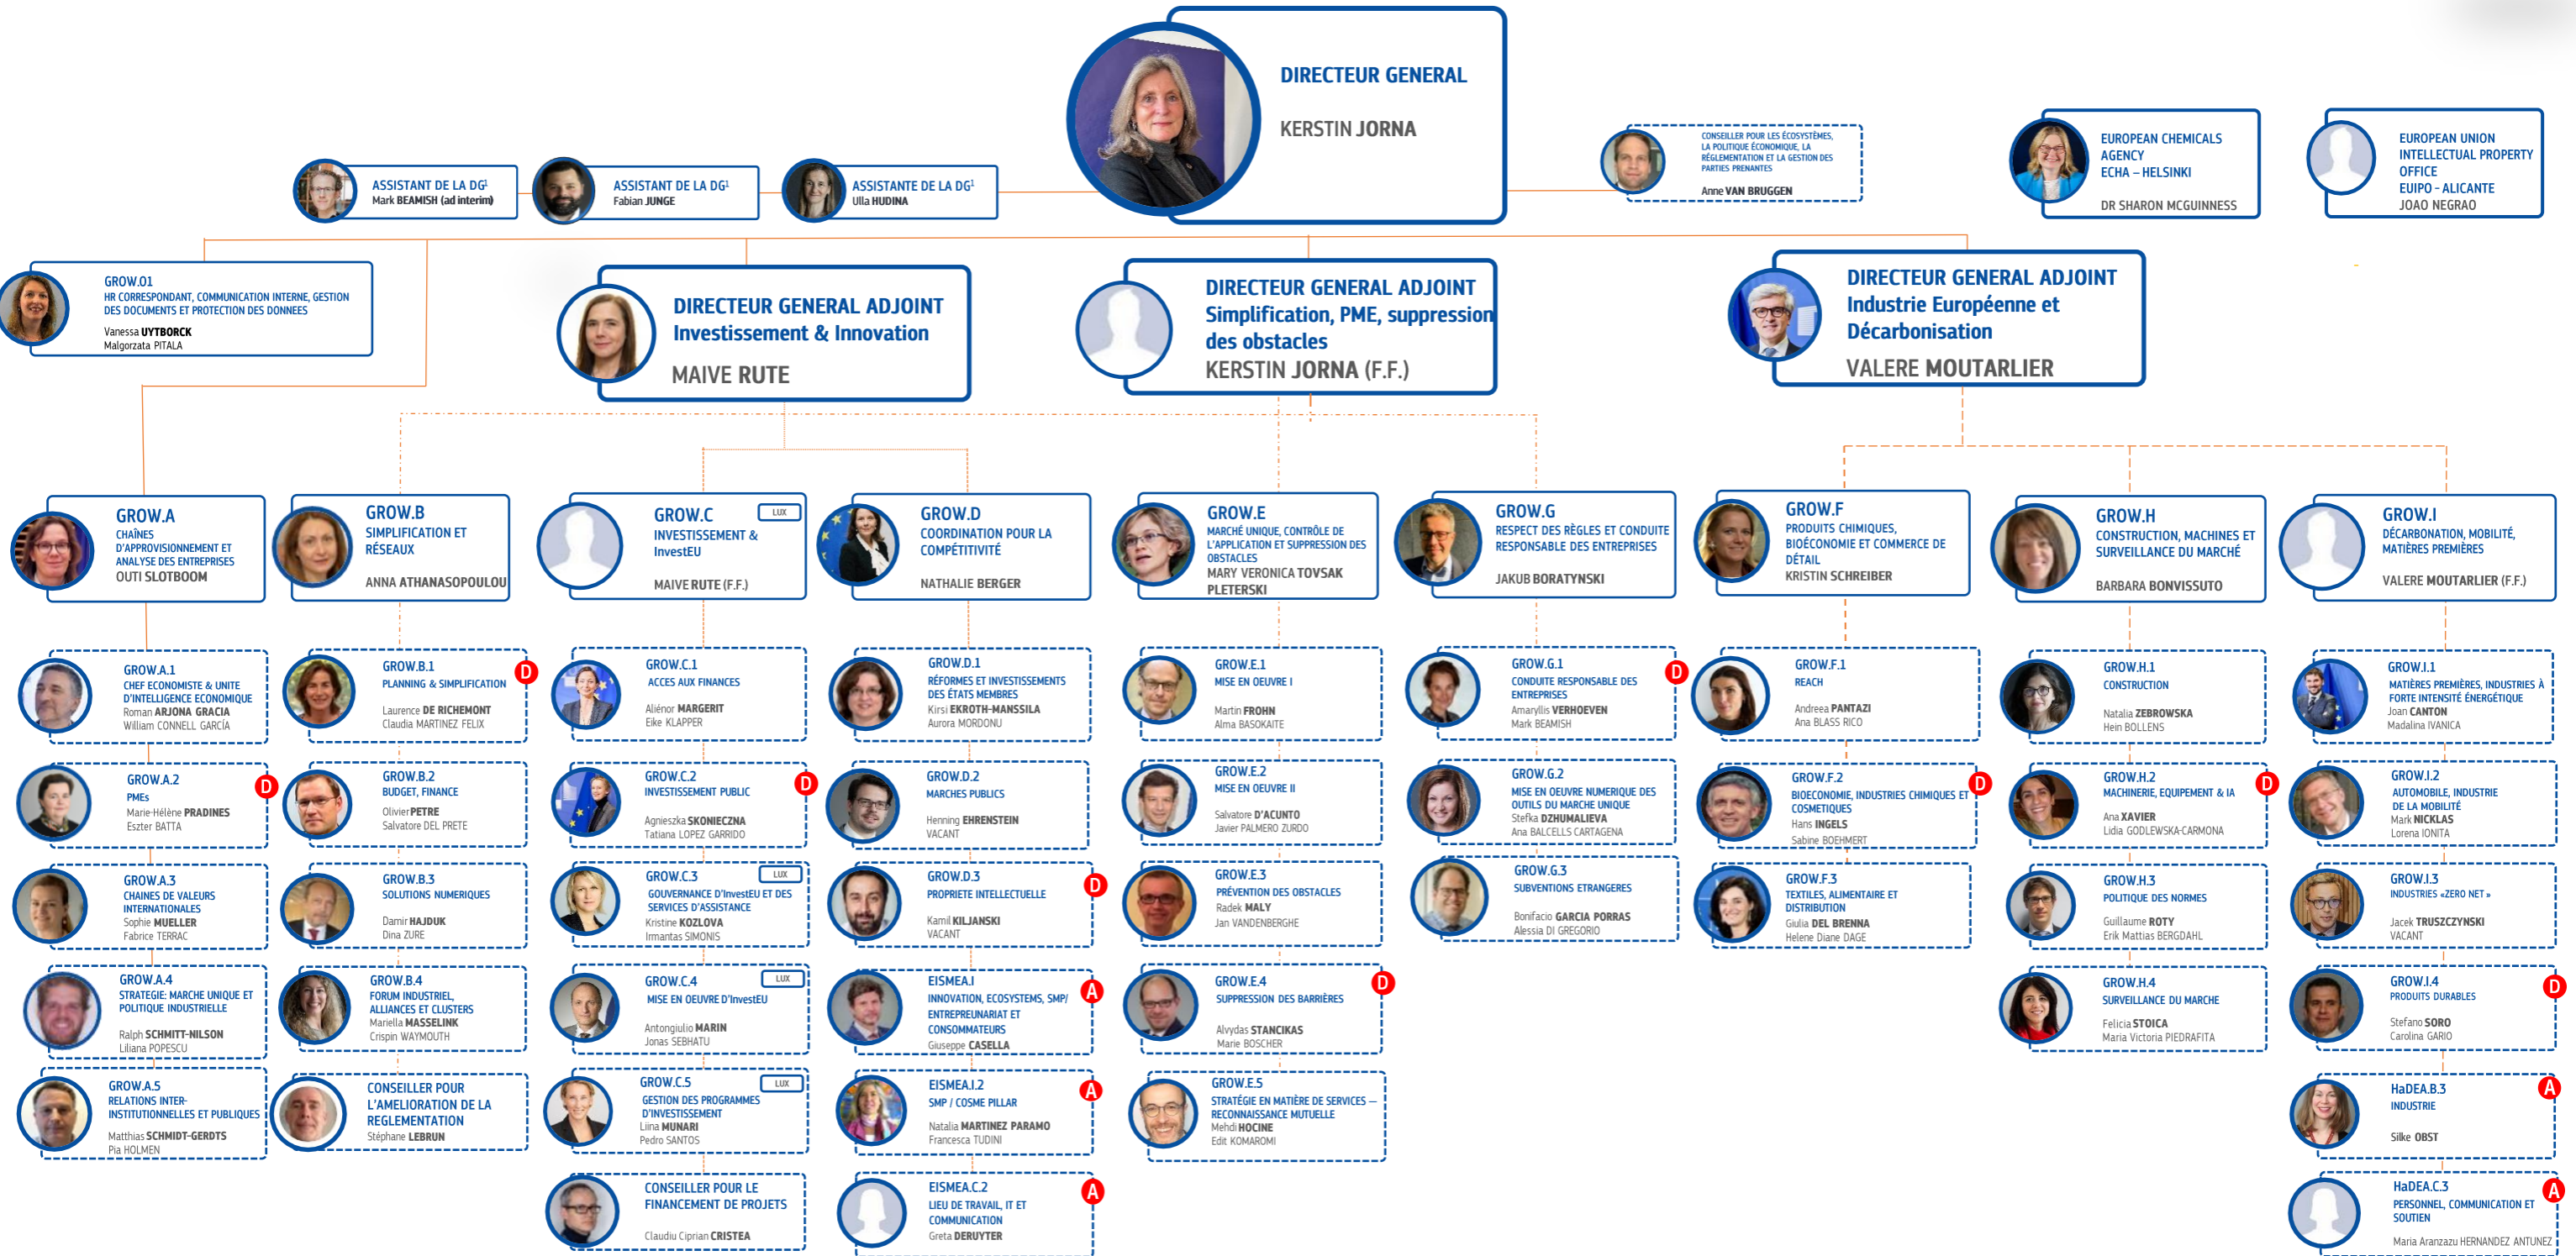 DIRECTEUR GENERAL
KERSTIN JORNA
ASSISTANT DE LA DG¹
Mark BEAMISH (ad interim)
ASSISTANT DE LA DG¹
Fabian JUNGE
ASSISTANTE DE LA DG¹
Ulla HUDINA
CONSEILLER POUR LES ÉCOSYSTÈMES,
LA POLITIQUE ÉCONOMIQUE, LA
RÉGLEMENTATION ET LA GESTION DES
PARTIES PRENANTES
Anne VAN BRUGGEN
EUROPEAN CHEMICALS
AGENCY
ECHA – HELSINKI
DR SHARON MCGUINNESS
EUROPEAN UNION
INTELLECTUAL PROPERTY
OFFICE
EUIPO - ALICANTE
JOAO NEGRAO
GROW.01
HR CORRESPONDANT, COMMUNICATION INTERNE, GESTION
DES DOCUMENTS ET PROTECTION DES DONNEES
Vanessa UYTBORCK
Malgorzata PITALA
DIRECTEUR GENERAL ADJOINT
Investissement & Innovation
MAIVE RUTE
DIRECTEUR GENERAL ADJOINT
Simplification, PME, suppression
des obstacles
KERSTIN JORNA (F.F.)
DIRECTEUR GENERAL ADJOINT
Industrie Européenne et
Décarbonisation
VALERE MOUTARLIER
GROW.A
CHAÎNES
D'APPROVISIONNEMENT ET
ANALYSE DES ENTREPRISES
OUTI SLOTBOOM
GROW.B
SIMPLIFICATION ET
RÉSEAUX
ANNA ATHANASOPOULOU
GROW.C
LUX
INVESTISSEMENT &
InvestEU
MAIVE RUTE (F.F.)
GROW.D
COORDINATION POUR LA
COMPÉTITIVITÉ
NATHALIE BERGER
GROW.E
MARCHÉ UNIQUE, CONTRÔLE DE
L'APPLICATION ET SUPPRESSION DES
OBSTACLES
MARY VERONICA TOVSAK
PLETERSKI
GROW.G
RESPECT DES RÈGLES ET CONDUITE
RESPONSABLE DES ENTREPRISES
JAKUB BORATYNSKI
GROW.F
PRODUITS CHIMIQUES,
BIOÉCONOMIE ET COMMERCE DE
DÉTAIL
KRISTIN SCHREIBER
GROW.H
CONSTRUCTION, MACHINES ET
SURVEILLANCE DU MARCHÉ
BARBARA BONVISSUTO
GROW.I
DÉCARBONATION, MOBILITÉ,
MATIÈRES PREMIÈRES
VALERE MOUTARLIER (F.F.)
GROW.A.1
CHEF ECONOMISTE & UNITE
D'INTELLIGENCE ECONOMIQUE
Roman ARJONA GRACIA
William CONNELL GARCÍA
GROW.A.2
D
PMEs
Marie-Hélène PRADINES
Eszter BATTA
GROW.A.3
CHAINES DE VALEURS
INTERNATIONALES
Sophie MUELLER
Fabrice TERRAC
GROW.A.4
STRATEGIE: MARCHE UNIQUE ET
POLITIQUE INDUSTRIELLE
Ralph SCHMITT-NILSON
Liliana POPESCU
GROW.A.5
RELATIONS INTER-
INSTITUTIONNELLES ET PUBLIQUES
Matthias SCHMIDT-GERDTS
Pia HOLMEN
GROW.B.1
D
PLANNING & SIMPLIFICATION
Laurence DE RICHEMONT
Claudia MARTINEZ FELIX
GROW.B.2
BUDGET, FINANCE
Olivier PETRE
Salvatore DEL PRETE
GROW.B.3
SOLUTIONS NUMERIQUES
Damir HAJDUK
Dina ZURE
GROW.B.4
FORUM INDUSTRIEL,
ALLIANCES ET CLUSTERS
Mariella MASSELINK
Crispin WAYMOUTH
CONSEILLER POUR
L'AMELIORATION DE LA
REGLEMENTATION
Stéphane LEBRUN
GROW.C.1
ACCES AUX FINANCES
Aliénor MARGERIT
Eike KLAPPER
GROW.C.2
D
INVESTISSEMENT PUBLIC
Agnieszka SKONIECZNA
Tatiana LOPEZ GARRIDO
GROW.C.3
LUX
GOUVERNANCE D'InvestEU ET DES
SERVICES D'ASSISTANCE
Kristine KOZLOVA
Irmantas SIMONIS
GROW.C.4
LUX
MISE EN OEUVRE D'InvestEU
Antongiulio MARIN
Jonas SEBHATU
GROW.C.5
LUX
GESTION DES PROGRAMMES
D'INVESTISSEMENT
Liina MUNARI
Pedro SANTOS
CONSEILLER POUR LE
FINANCEMENT DE PROJETS
Claudiu Ciprian CRISTEA
GROW.D.1
RÉFORMES ET INVESTISSEMENTS
DES ÉTATS MEMBRES
Kirsi EKROTH-MANSSILA
Aurora MORDONU
GROW.D.2
MARCHES PUBLICS
Henning EHRENSTEIN
VACANT
GROW.D.3
D
PROPRIETE INTELLECTUELLE
Kamil KILJANSKI
VACANT
EISMEA.I
A
INNOVATION, ECOSYSTEMS, SMP/
ENTREPREUNARIAT ET
CONSOMMATEURS
Giuseppe CASELLA
EISMEA.I.2
A
SMP / COSME PILLAR
Natalia MARTINEZ PARAMO
Francesca TUDINI
EISMEA.C.2
A
LIEU DE TRAVAIL, IT ET
COMMUNICATION
Greta DERUYTER
GROW.E.1
MISE EN OEUVRE I
Martin FROHN
Alma BASOKAITE
GROW.E.2
MISE EN OEUVRE II
Salvatore D'ACUNTO
Javier PALMERO ZURDO
GROW.E.3
PRÉVENTION DES OBSTACLES
Radek MALY
Jan VANDENBERGHE
GROW.E.4
D
SUPPRESSION DES BARRIÈRES
Alvydas STANCIKAS
Marie BOSCHER
GROW.E.5
STRATÉGIE EN MATIÈRE DE SERVICES —
RECONNAISSANCE MUTUELLE
Mehdi HOCINE
Edit KOMAROMI
GROW.G.1
D
CONDUITE RESPONSABLE DES
ENTREPRISES
Amaryllis VERHOEVEN
Mark BEAMISH
GROW.G.2
MISE EN OEUVRE NUMERIQUE DES
OUTILS DU MARCHE UNIQUE
Stefka DZHUMALIEVA
Ana BALCELLS CARTAGENA
GROW.G.3
SUBVENTIONS ETRANGERES
Bonifacio GARCIA PORRAS
Alessia DI GREGORIO
GROW.F.1
REACH
Andreea PANTAZI
Ana BLASS RICO
GROW.F.2
D
BIOECONOMIE, INDUSTRIES CHIMIQUES ET
COSMETIQUES
Hans INGELS
Sabine BOEHMERT
GROW.F.3
TEXTILES, ALIMENTAIRE ET
DISTRIBUTION
Giulia DEL BRENNA
Helene Diane DAGE
GROW.H.1
CONSTRUCTION
Natalia ZEBROWSKA
Hein BOLLENS
GROW.H.2
D
MACHINERIE, EQUIPEMENT & IA
Ana XAVIER
Lidia GODLEWSKA-CARMONA
GROW.H.3
POLITIQUE DES NORMES
Guillaume ROTY
Erik Mattias BERGDAHL
GROW.H.4
SURVEILLANCE DU MARCHE
Felicia STOICA
Maria Victoria PIEDRAFITA
GROW.I.1
MATIÈRES PREMIÈRES, INDUSTRIES À
FORTE INTENSITÉ ÉNERGÉTIQUE
Joan CANTON
Madalina IVANICA
GROW.I.2
AUTOMOBILE, INDUSTRIE
DE LA MOBILITÉ
Mark NICKLAS
Lorena IONITA
GROW.I.3
INDUSTRIES «ZERO NET »
Jacek TRUSZCZYNSKI
VACANT
GROW.I.4
D
PRODUITS DURABLES
Stefano SORO
Carolina GARIO
HaDEA.B.3
A
INDUSTRIE
Silke OBST
HaDEA.C.3
A
PERSONNEL, COMMUNICATION ET
SOUTIEN
Maria Aranzazu HERNANDEZ ANTUNEZ